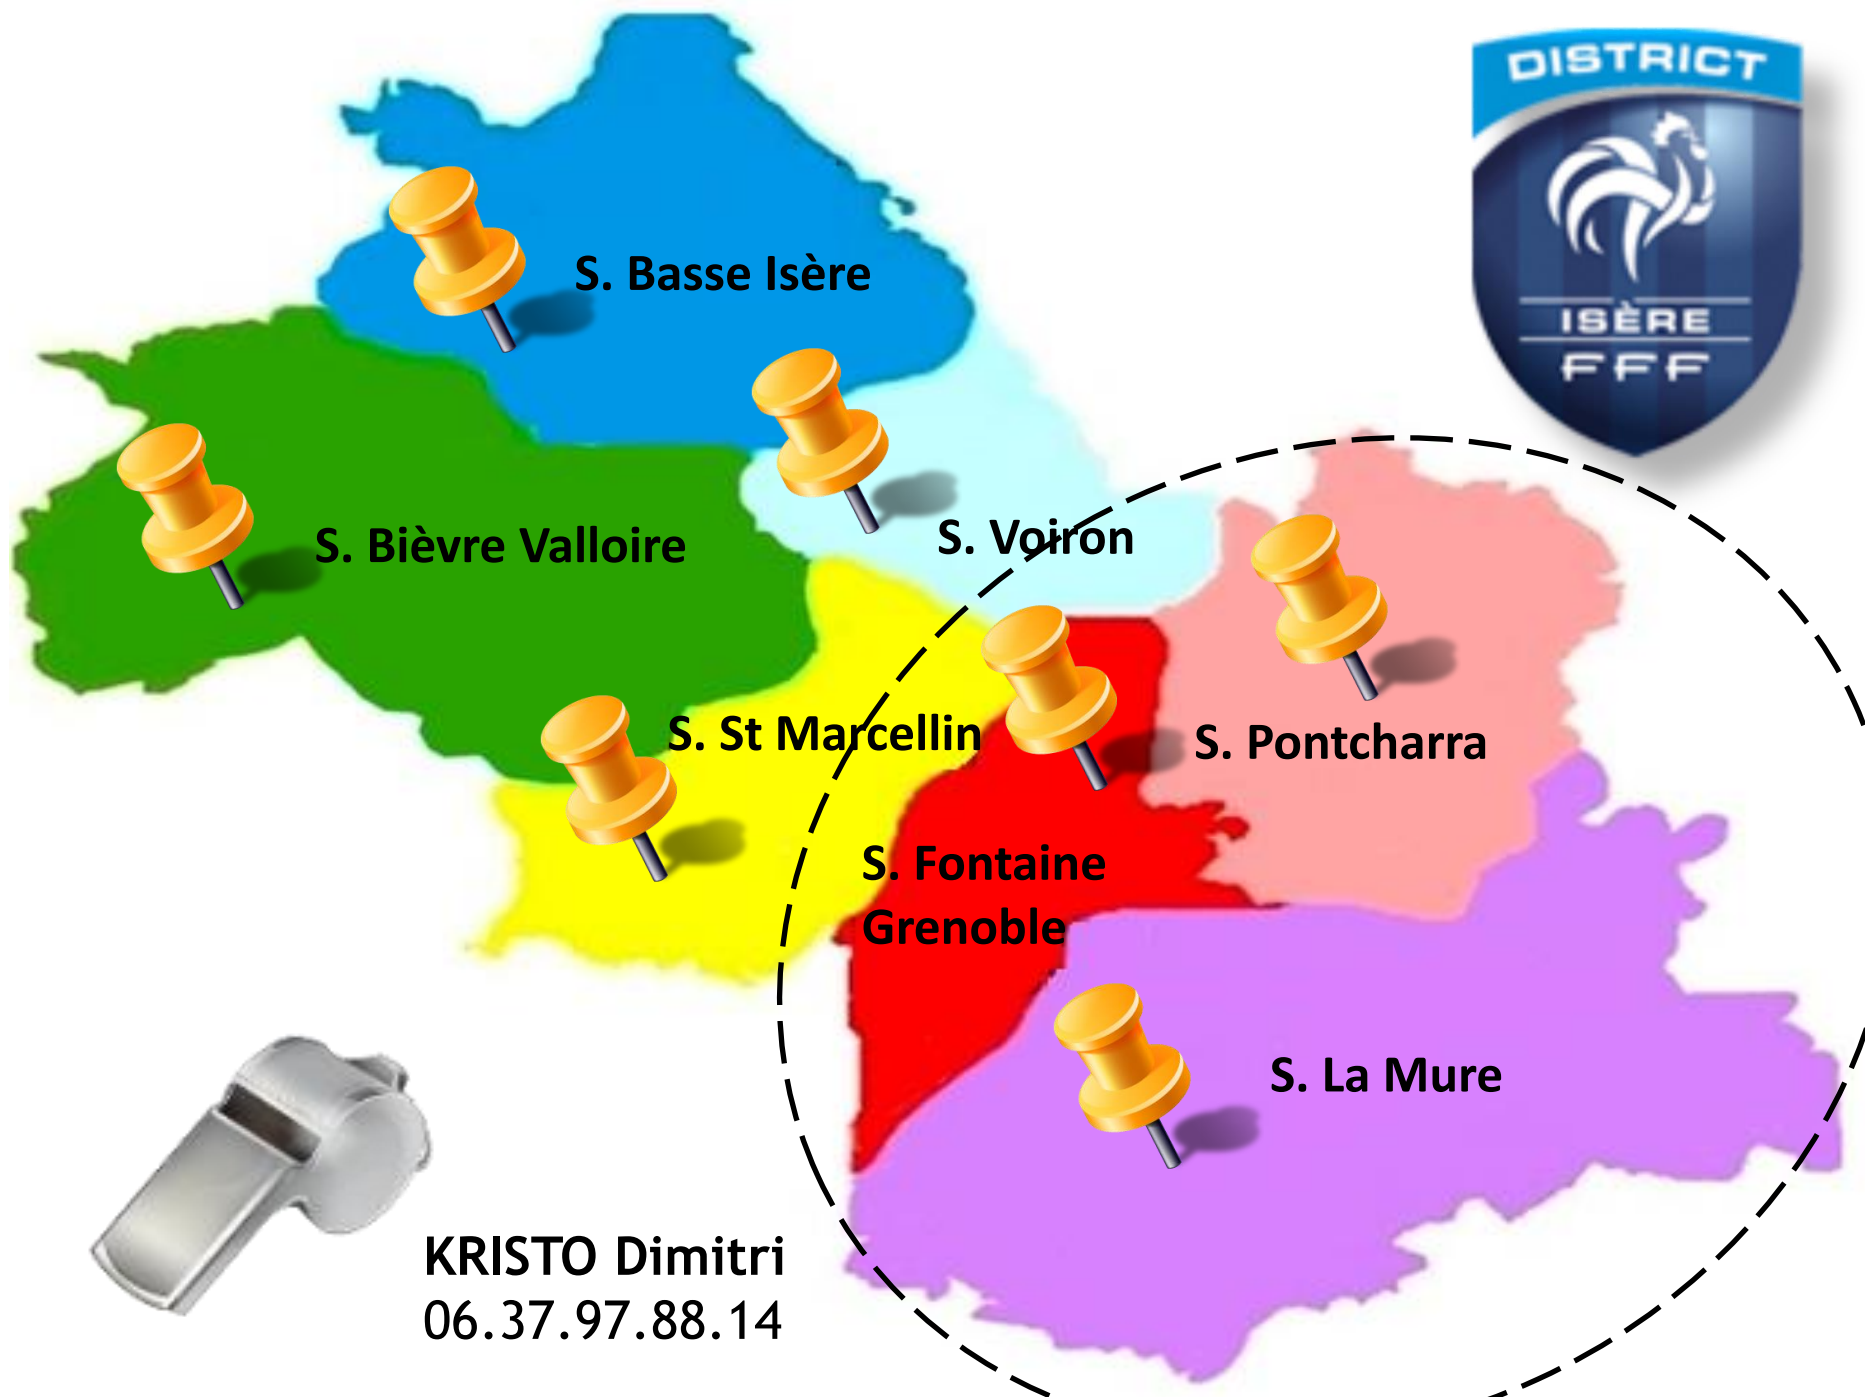 DISTRICT
ISÈRE
FFF
S. Basse Isère
S. Voiron
S. Bièvre Valloire
S. St Marcellin
S. Pontcharra
S. Fontaine
Grenoble
S. La Mure
KRISTO Dimitri
06.37.97.88.14